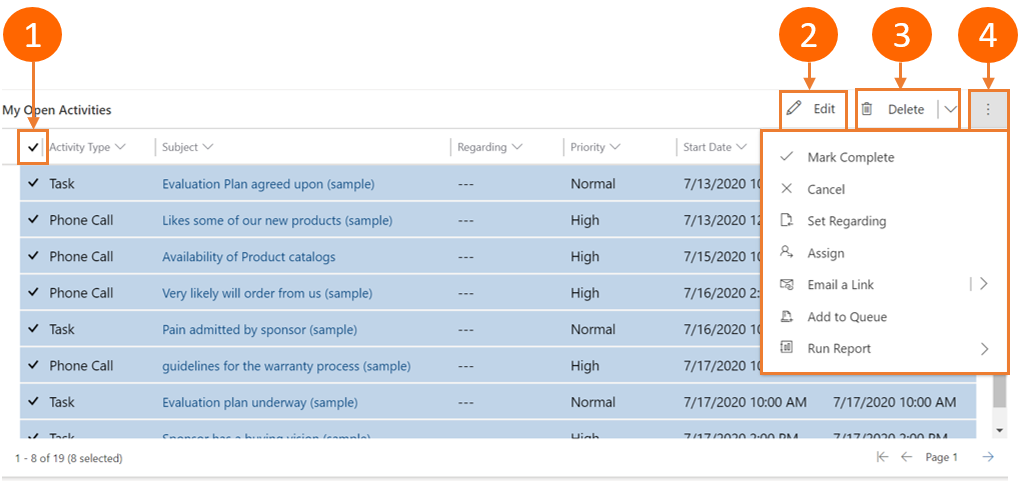 1 2 3 4
My Open Activities Edit Delete
Activity Type Subject Regarding Priority Start Date
Task Evaluation Plan agreed upon (sample) --- Normal 7/13/2020 10
Phone Call Likes some of our new products (sample) --- High 7/13/2020 12
Phone Call Availability of Product catalogs --- High 7/15/2020 10
Phone Call Very likely will order from us (sample) --- High 7/16/2020 2:
Task Pain admitted by sponsor (sample) --- Normal 7/16/2020 10
Phone Call guidelines for the warranty process (sample) --- High 7/17/2020 10
Task Evaluation plan underway (sample) --- Normal 7/17/2020 10:00 AM 7/17/2020 10:00 AM
Task Sponsor has a buying vision (sample) --- High 7/17/2020 2:00 PM 7/17/2020 2:00 PM
Mark Complete
Cancel
Set Regarding
Assign
Email a Link
Add to Queue
Run Report
1 - 8 of 19 (8 selected) Page 1